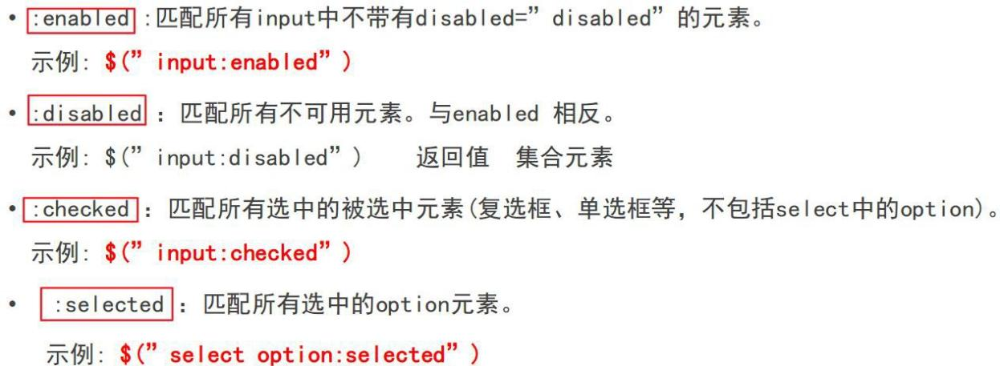 • :enabled :匹配所有input中不带有disabled=”disabled”的元素。
示例: $(”input:enabled”)
• :disabled : 匹配所有不可用元素。与enabled 相反。
示例: $(”input:disabled”) 返回值 集合元素
• :checked : 匹配所有选中的被选中元素(复选框、单选框等，不包括select中的option)。
示例: $(”input:checked”)
• :selected : 匹配所有选中的option元素。
示例: $(”select option:selected”)